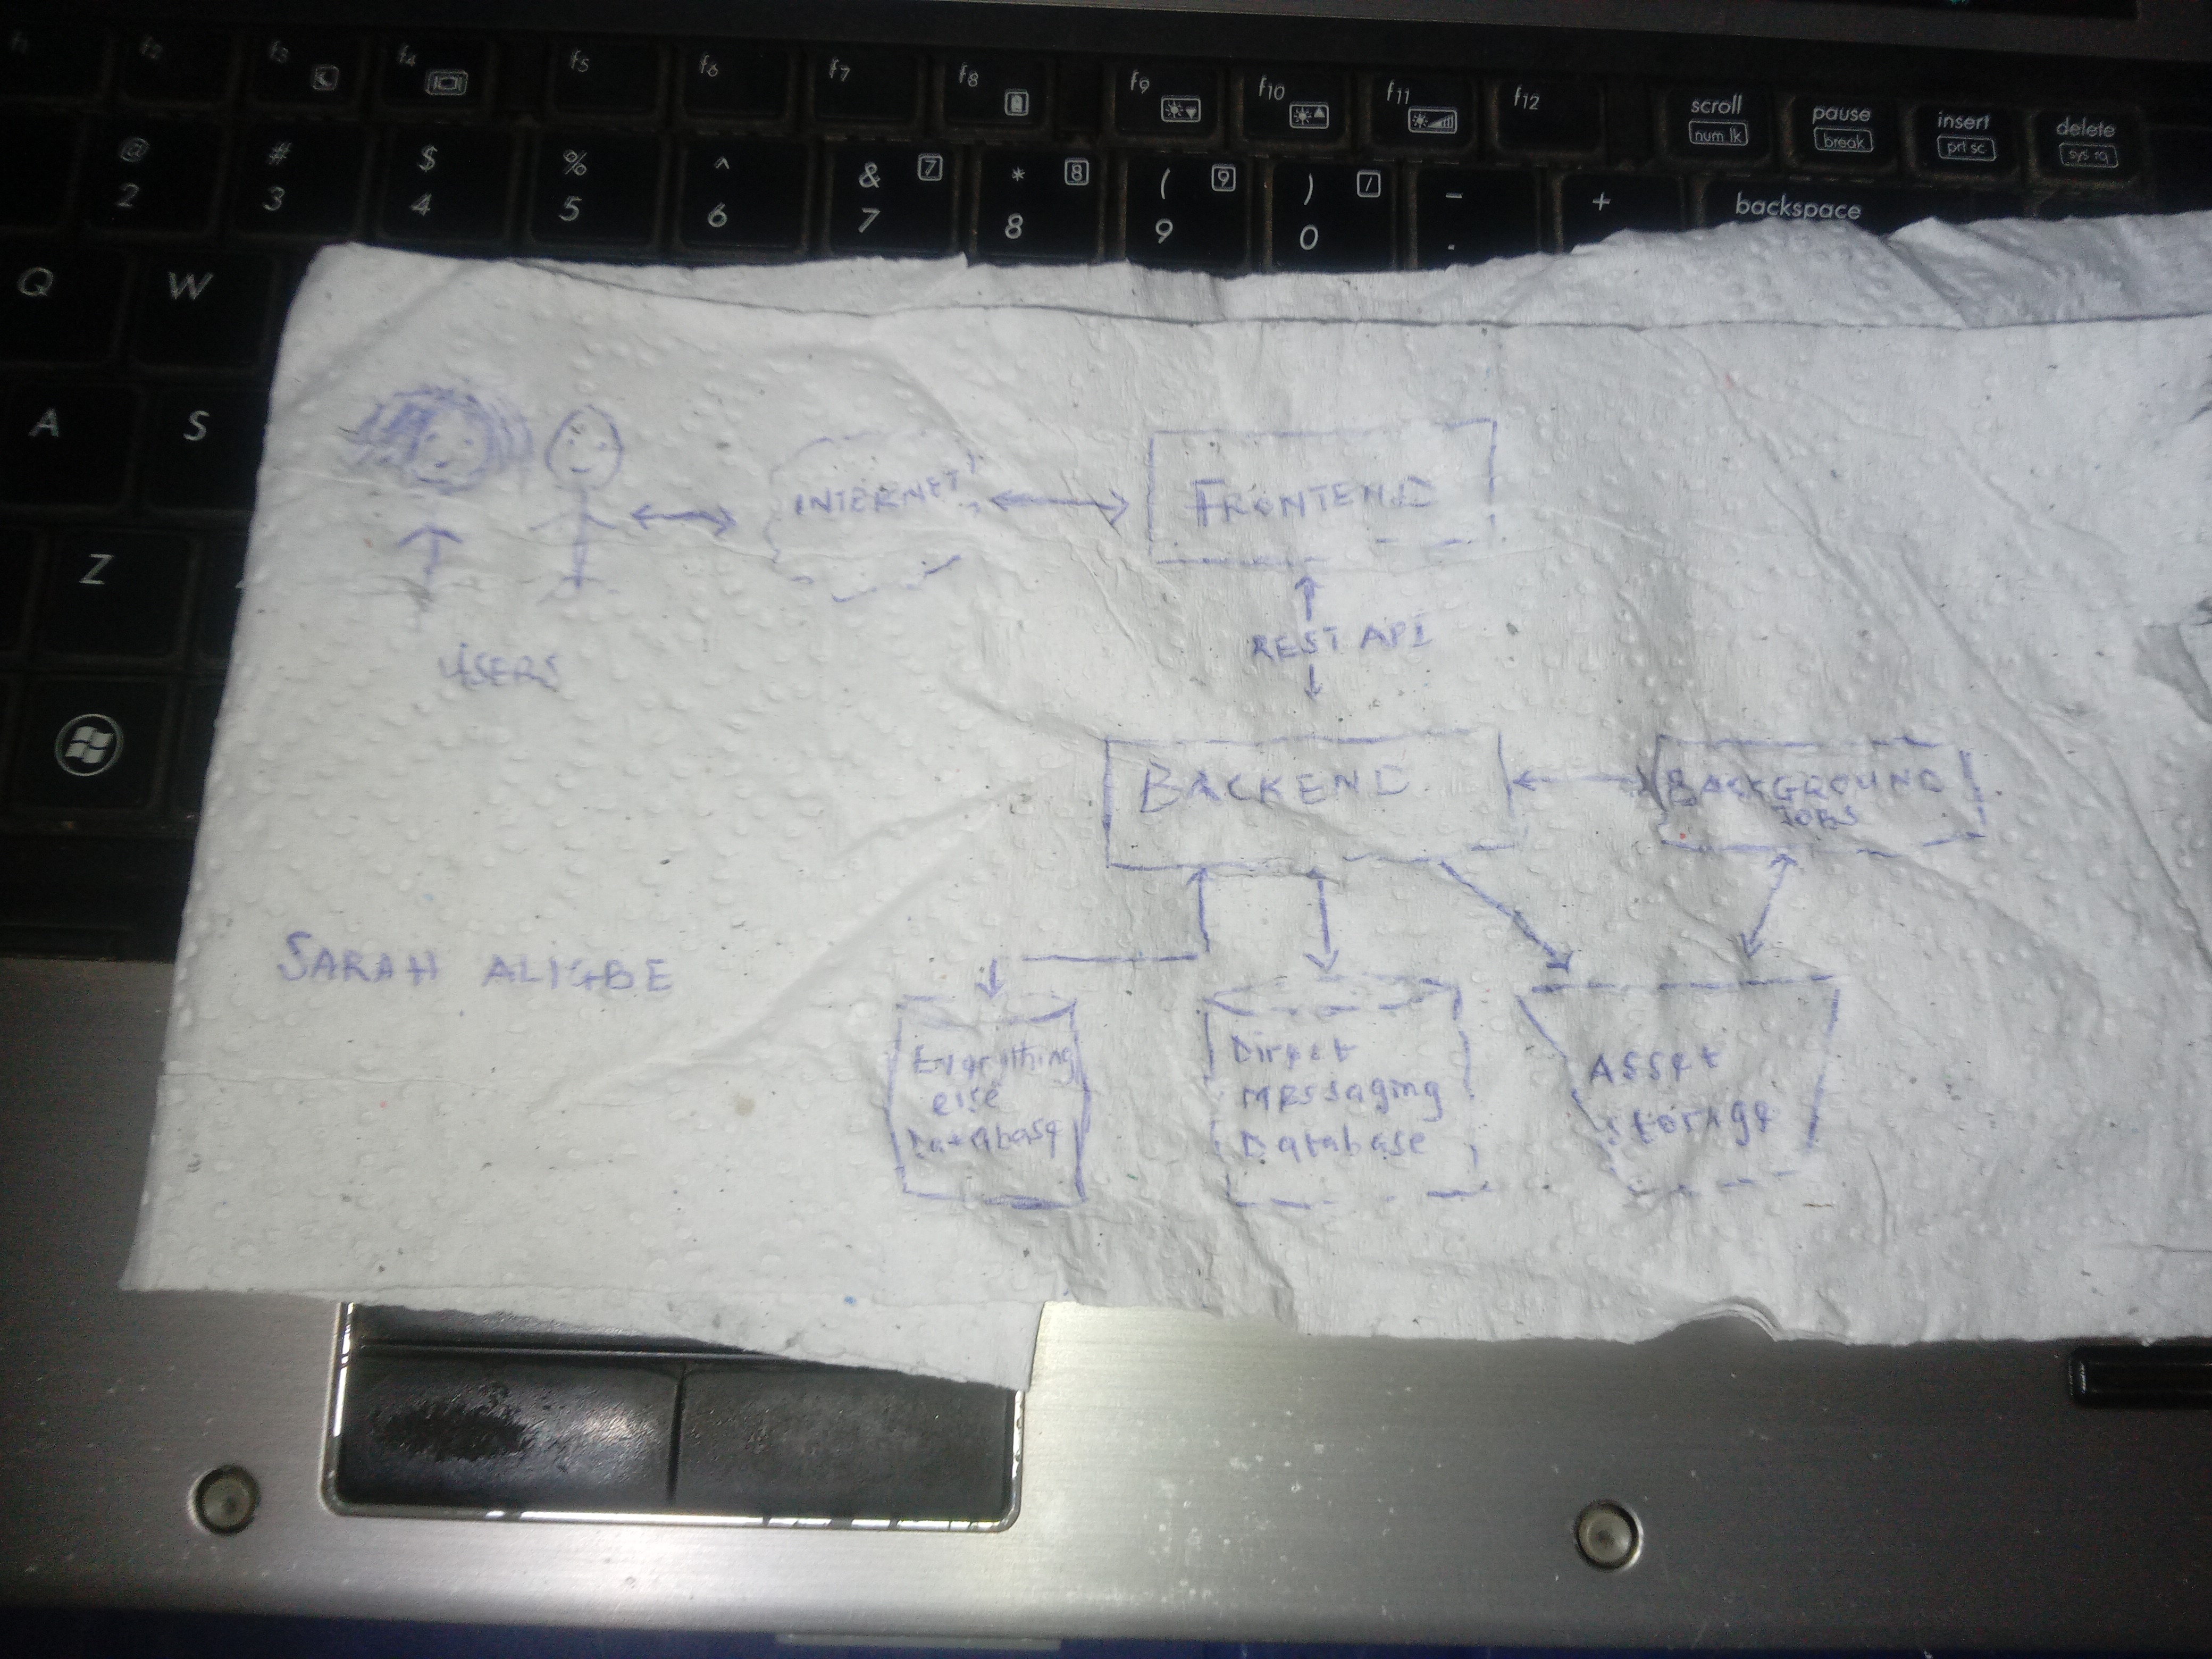 f1 f2 f3 f4 f5 f6 f7 f8 f9 f10 f11 f12
scroll
num lk
pause
break
insert
prt sc
delete
sys rq
@ # $ % ^ & 7 * 8 ( 9 ) / _ +
2 3 4 5 6 7 8 9 0 -
backspace
Q W
A S
Z
INTERNET
FRONTEND
USERS
REST API
BACKEND
BACKGROUND
JOBS
SARAH ALIGBE
Everything
else
Database
Direct
messaging
Database
Asset
storage